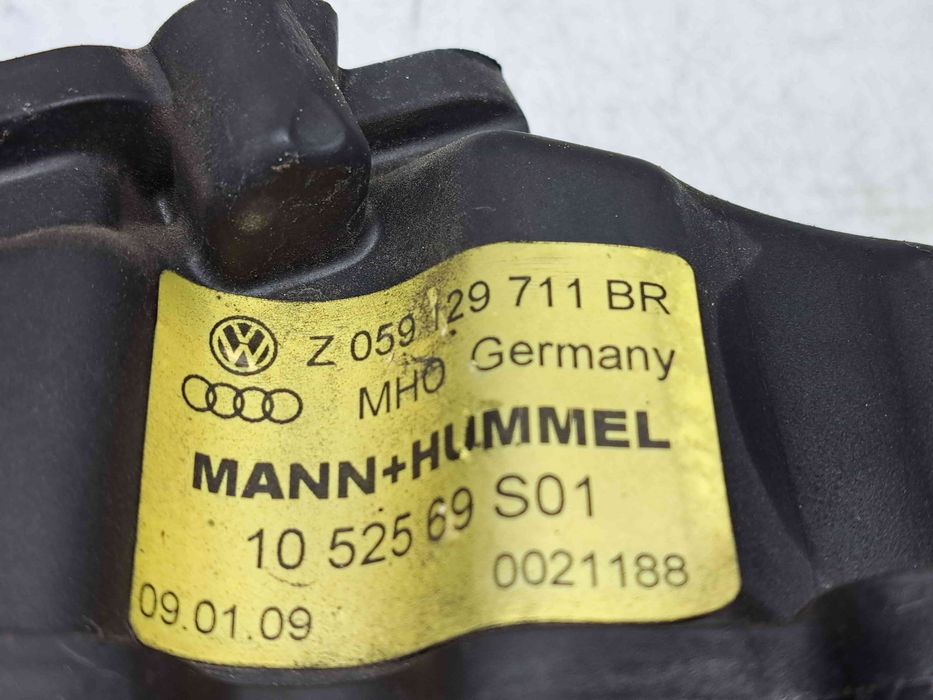 Z 059 129 711 BR
MHO Germany
MANN+HUMMEL
10 525 69 S01
09.01.09 0021188